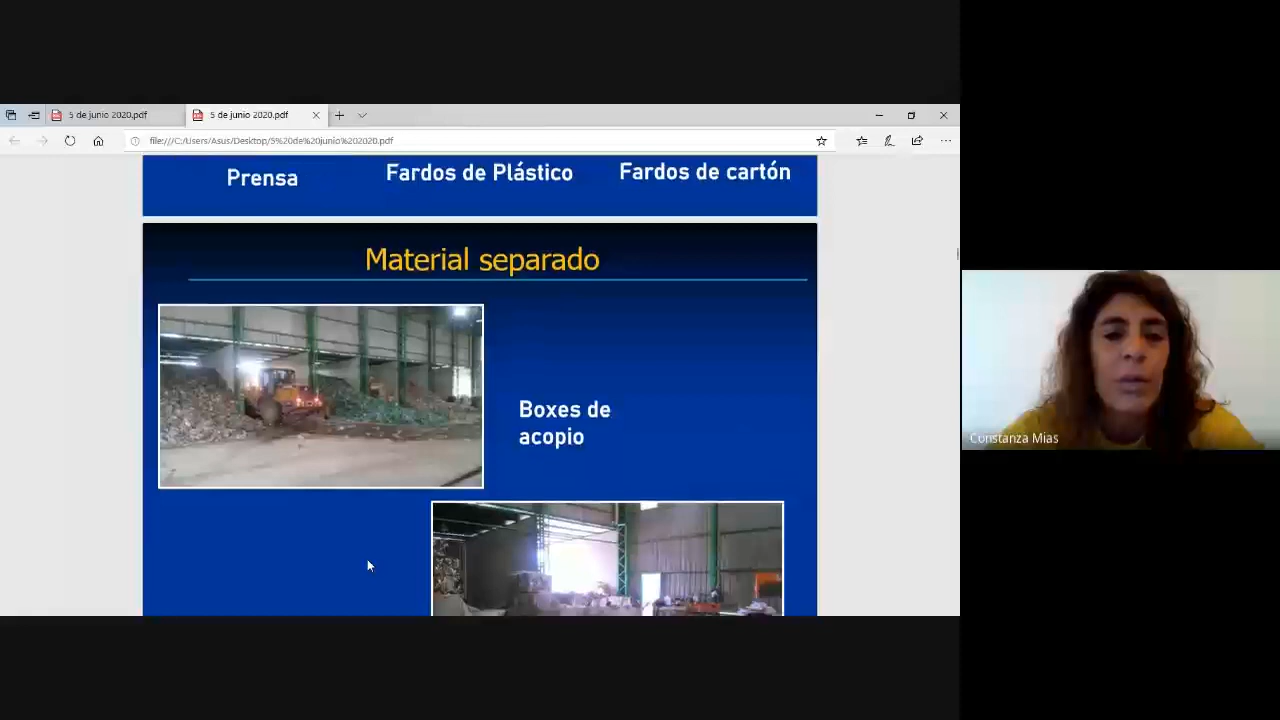 5 de junio 2020.pdf
5 de junio 2020.pdf
file:///C:/Users/Asus/Desktop/5%20de%20junio%202020.pdf
Prensa
Fardos de Plástico
Fardos de cartón
Material separado
Boxes de
acopio
Constanza Mias